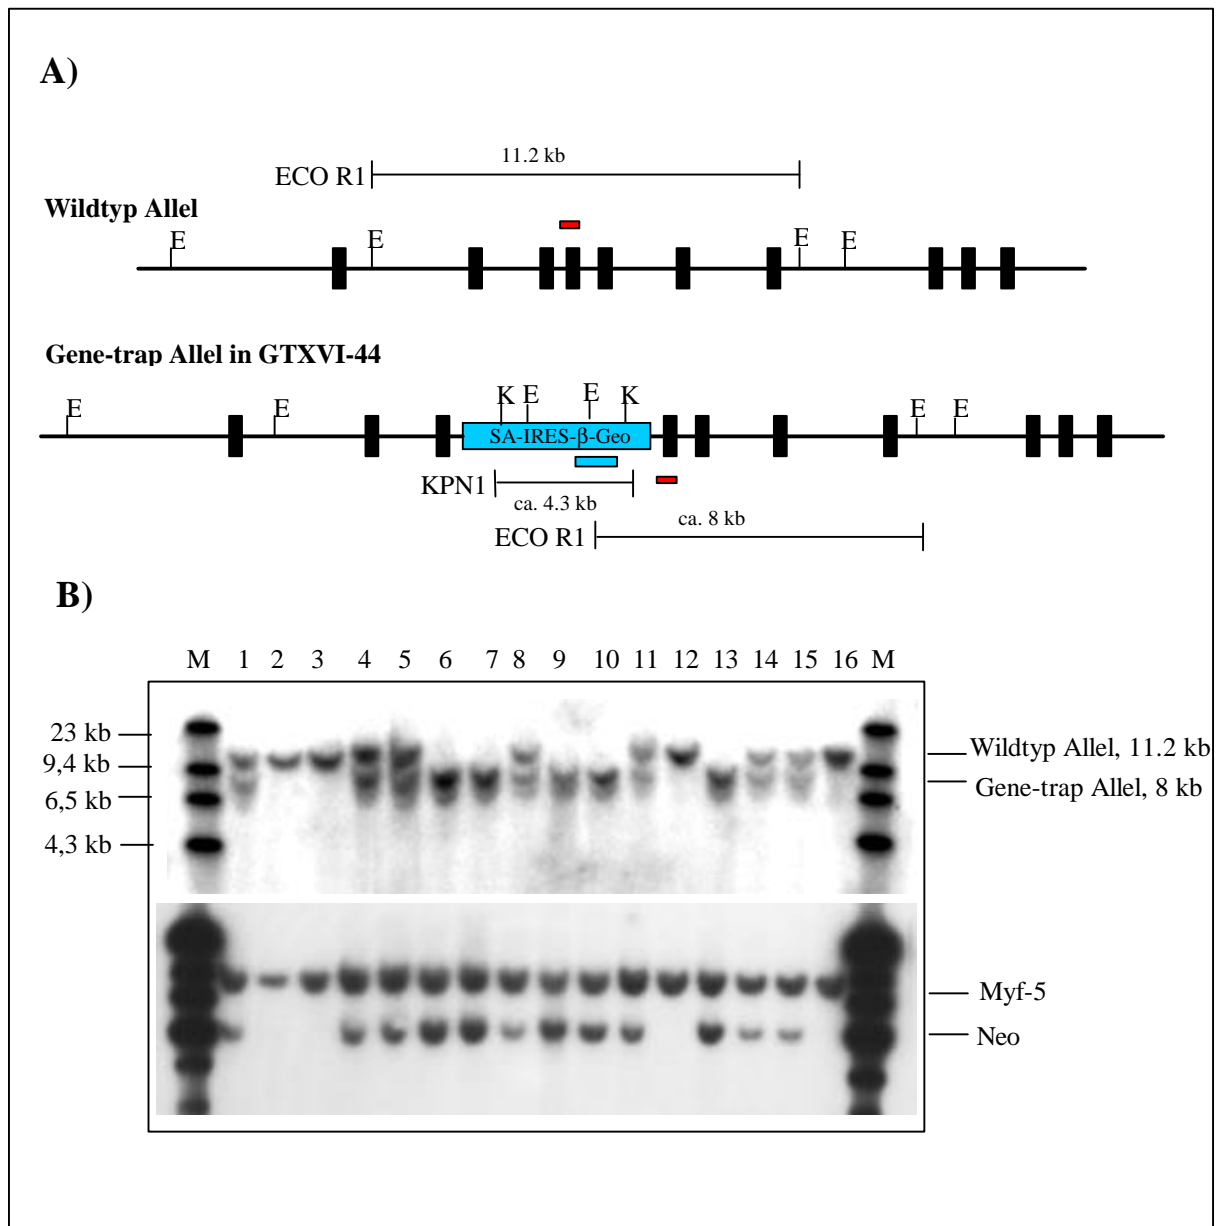 A)
11.2 kb
ECO R1
Wildtyp Allel
E E E E
Gene-trap Allel in GTXVI-44
E E K E E K E E
SA-IRES-β-Geo
KPN1
ca. 4.3 kb
ca. 8 kb
ECO R1
B)
M 1 2 3 4 5 6 7 8 9 10 11 12 13 14 15 16 M
23 kb
9,4 kb
6,5 kb
4,3 kb
Wildtyp Allel, 11.2 kb
Gene-trap Allel, 8 kb
Myf-5
Neo